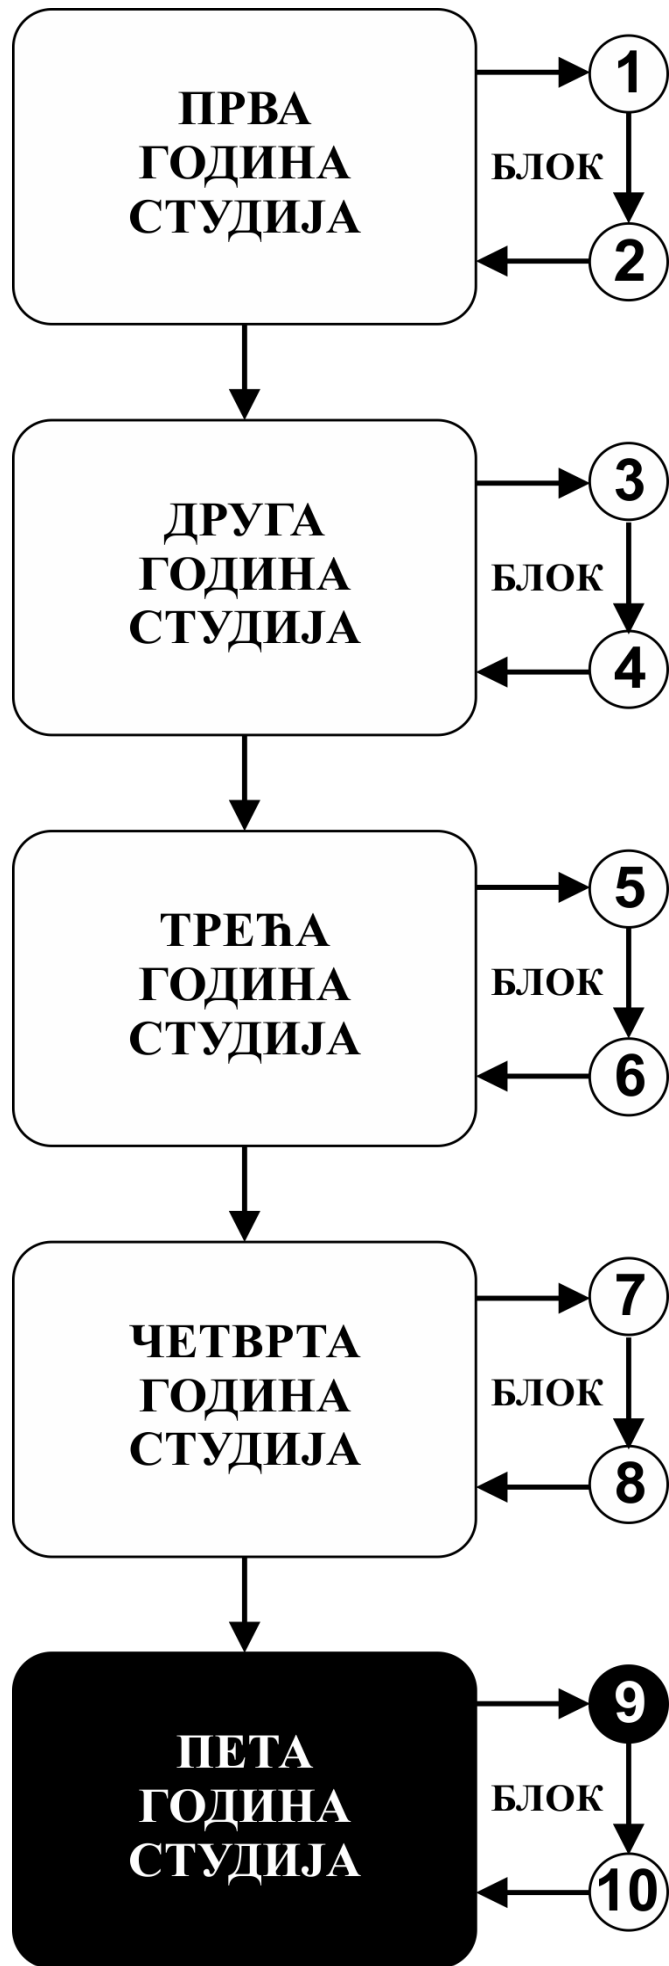 ПРВА
ГОДИНА
СТУДИЈА
1
БЛОК
2
ДРУГА
ГОДИНА
СТУДИЈА
3
БЛОК
4
ТРЕЋА
ГОДИНА
СТУДИЈА
5
БЛОК
6
ЧЕТВРТА
ГОДИНА
СТУДИЈА
7
БЛОК
8
ПЕТА
ГОДИНА
СТУДИЈА
9
БЛОК
10